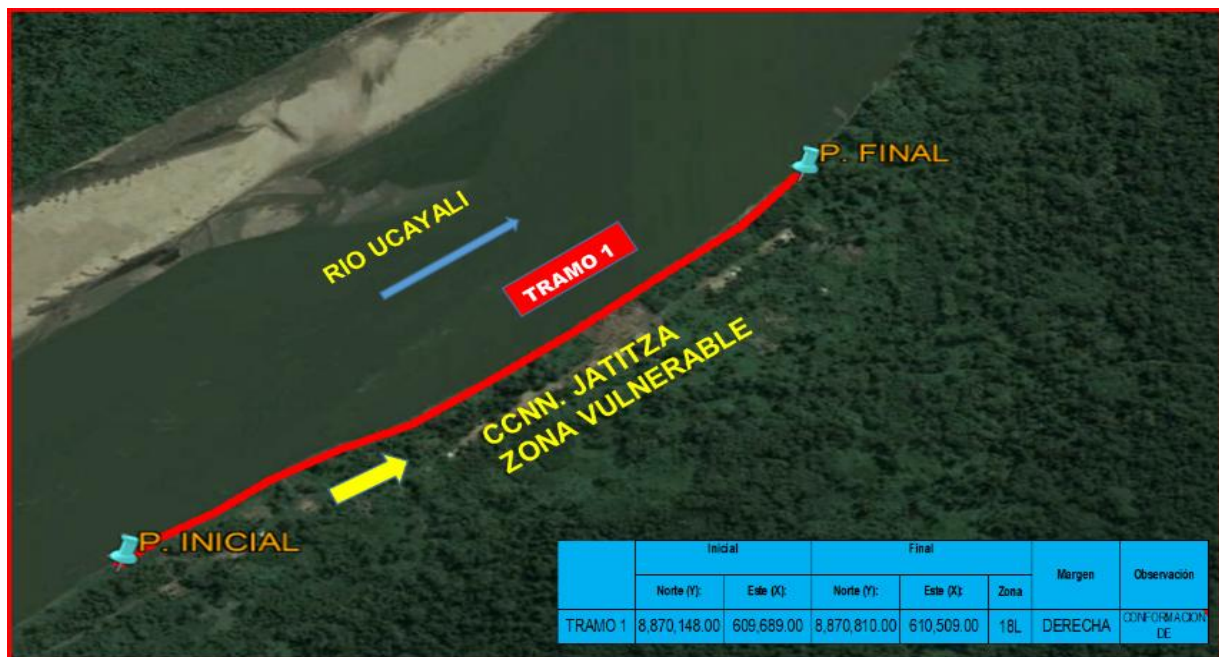 P. FINAL
RIO UCAYALI
TRAMO 1
CCNN. JATITZA
ZONA VULNERABLE
P. INICIAL
Inicial Final Margen Observación
Norte (Y): Este (X): Norte (Y): Este (X): Zona
TRAMO 1 8,870,148.00 609,689.00 8,870,810.00 610,509.00 18L DERECHA CONFORMACION
DE